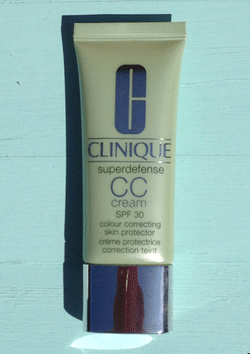 C
CLINIQUE
superdefense
CC
cream
SPF 30
colour correcting
skin protector
crème protectrice
correction teint